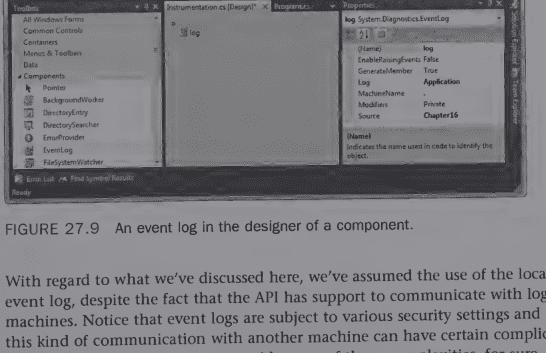 Toolbox
All Windows Forms
Common Controls
Containers
Menus & Toolbars
Data
Components
Pointer
BackgroundWorker
DirectoryEntry
DirectorySearcher
ErrorProvider
EventLog
FileSystemWatcher
Instrumentation.cs [Design]* Program.cs
log
Properties
log System.Diagnostics.EventLog
(Name) log
EnableRaisingEvents False
GenerateMember True
Log Application
MachineName .
Modifiers Private
Source Chapter16
(Name)
Indicates the name used in code to identify the
object.
Solution Explorer
Team Explorer
Error List Find Symbol Results
Ready
FIGURE 27.9 An event log in the designer of a component.
With regard to what we've discussed here, we've assumed the use of the loca
event log, despite the fact that the API has support to communicate with log
machines. Notice that event logs are subject to various security settings and
this kind of communication with another machine can have certain complic